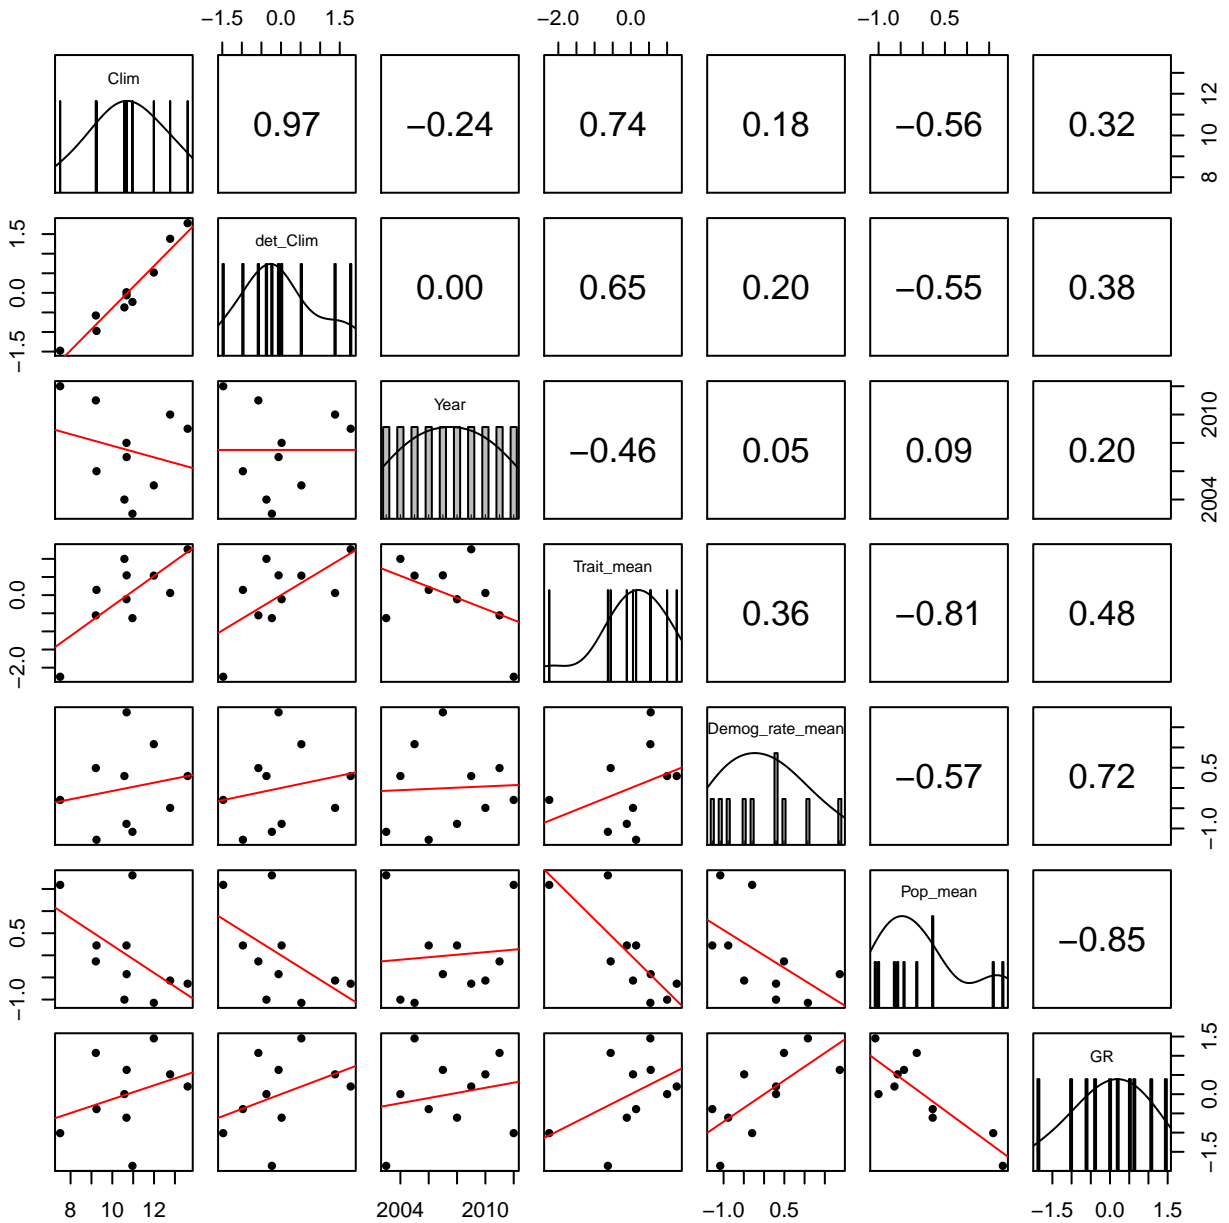 −1.5 0.0 1.5 −2.0 0.0 −1.0 0.5
Clim 0.97 −0.24 0.74 0.18 −0.56 0.32 8 10 12
−1.5 0.0 1.5 det_Clim 0.00 0.65 0.20 −0.55 0.38
Year −0.46 0.05 0.09 0.20 2004 2010
−2.0 0.0 Trait_mean 0.36 −0.81 0.48
Demog_rate_mean −0.57 0.72 −1.0 0.5
−1.0 0.5 Pop_mean −0.85
GR −1.5 0.0 1.5
8 10 12 2004 2010 −1.0 0.5 −1.5 0.0 1.5